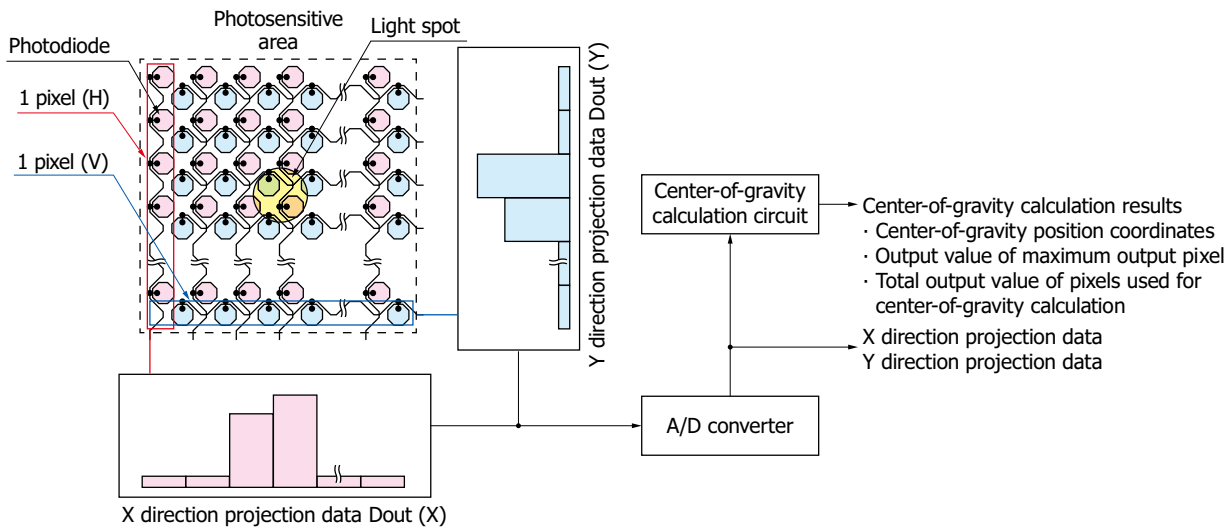 Photosensitive
area
Light spot
Photodiode
1 pixel (H)
1 pixel (V)
Y direction projection data Dout (Y)
Center-of-gravity
calculation circuit
Center-of-gravity calculation results
· Center-of-gravity position coordinates
· Output value of maximum output pixel
· Total output value of pixels used for
center-of-gravity calculation
X direction projection data
Y direction projection data
A/D converter
X direction projection data Dout (X)